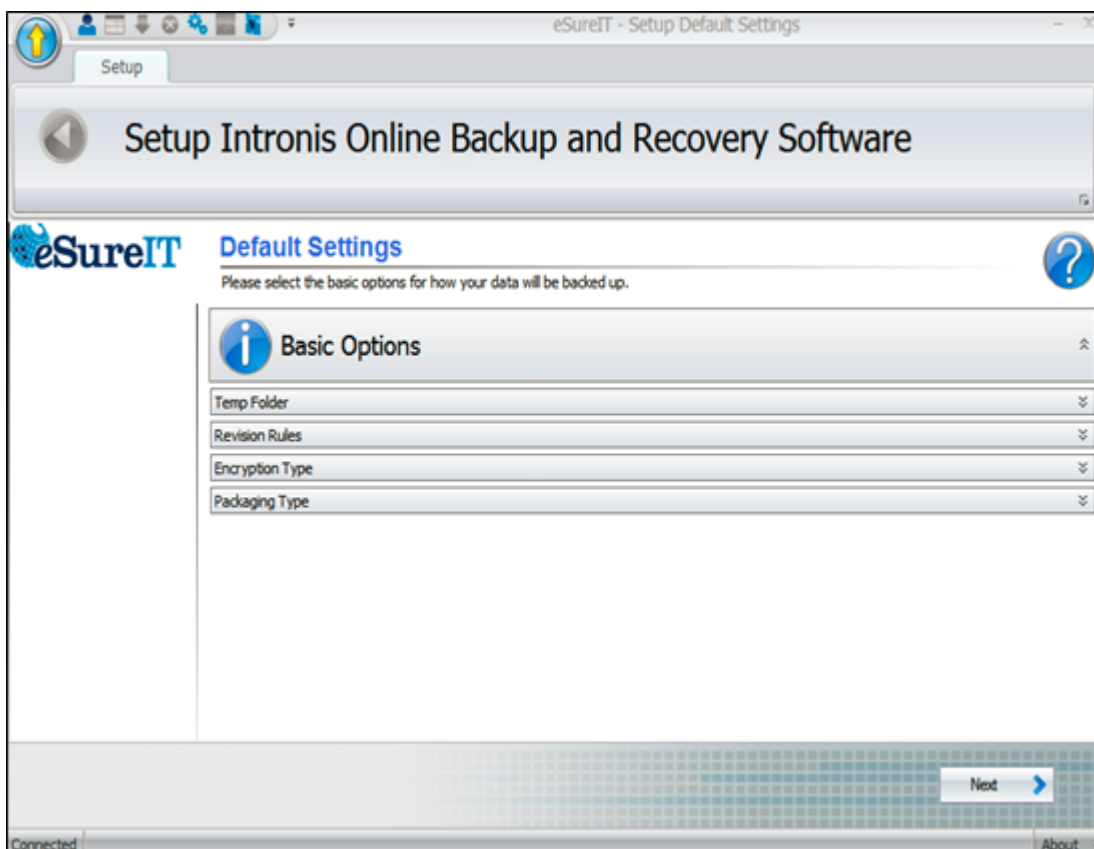 eSureIT - Setup Default Settings
Setup
Setup Intronis Online Backup and Recovery Software
eSureIT
Default Settings
Please select the basic options for how your data will be backed up.
Basic Options
Temp Folder
Revision Rules
Encryption Type
Packaging Type
Next
Connected
About